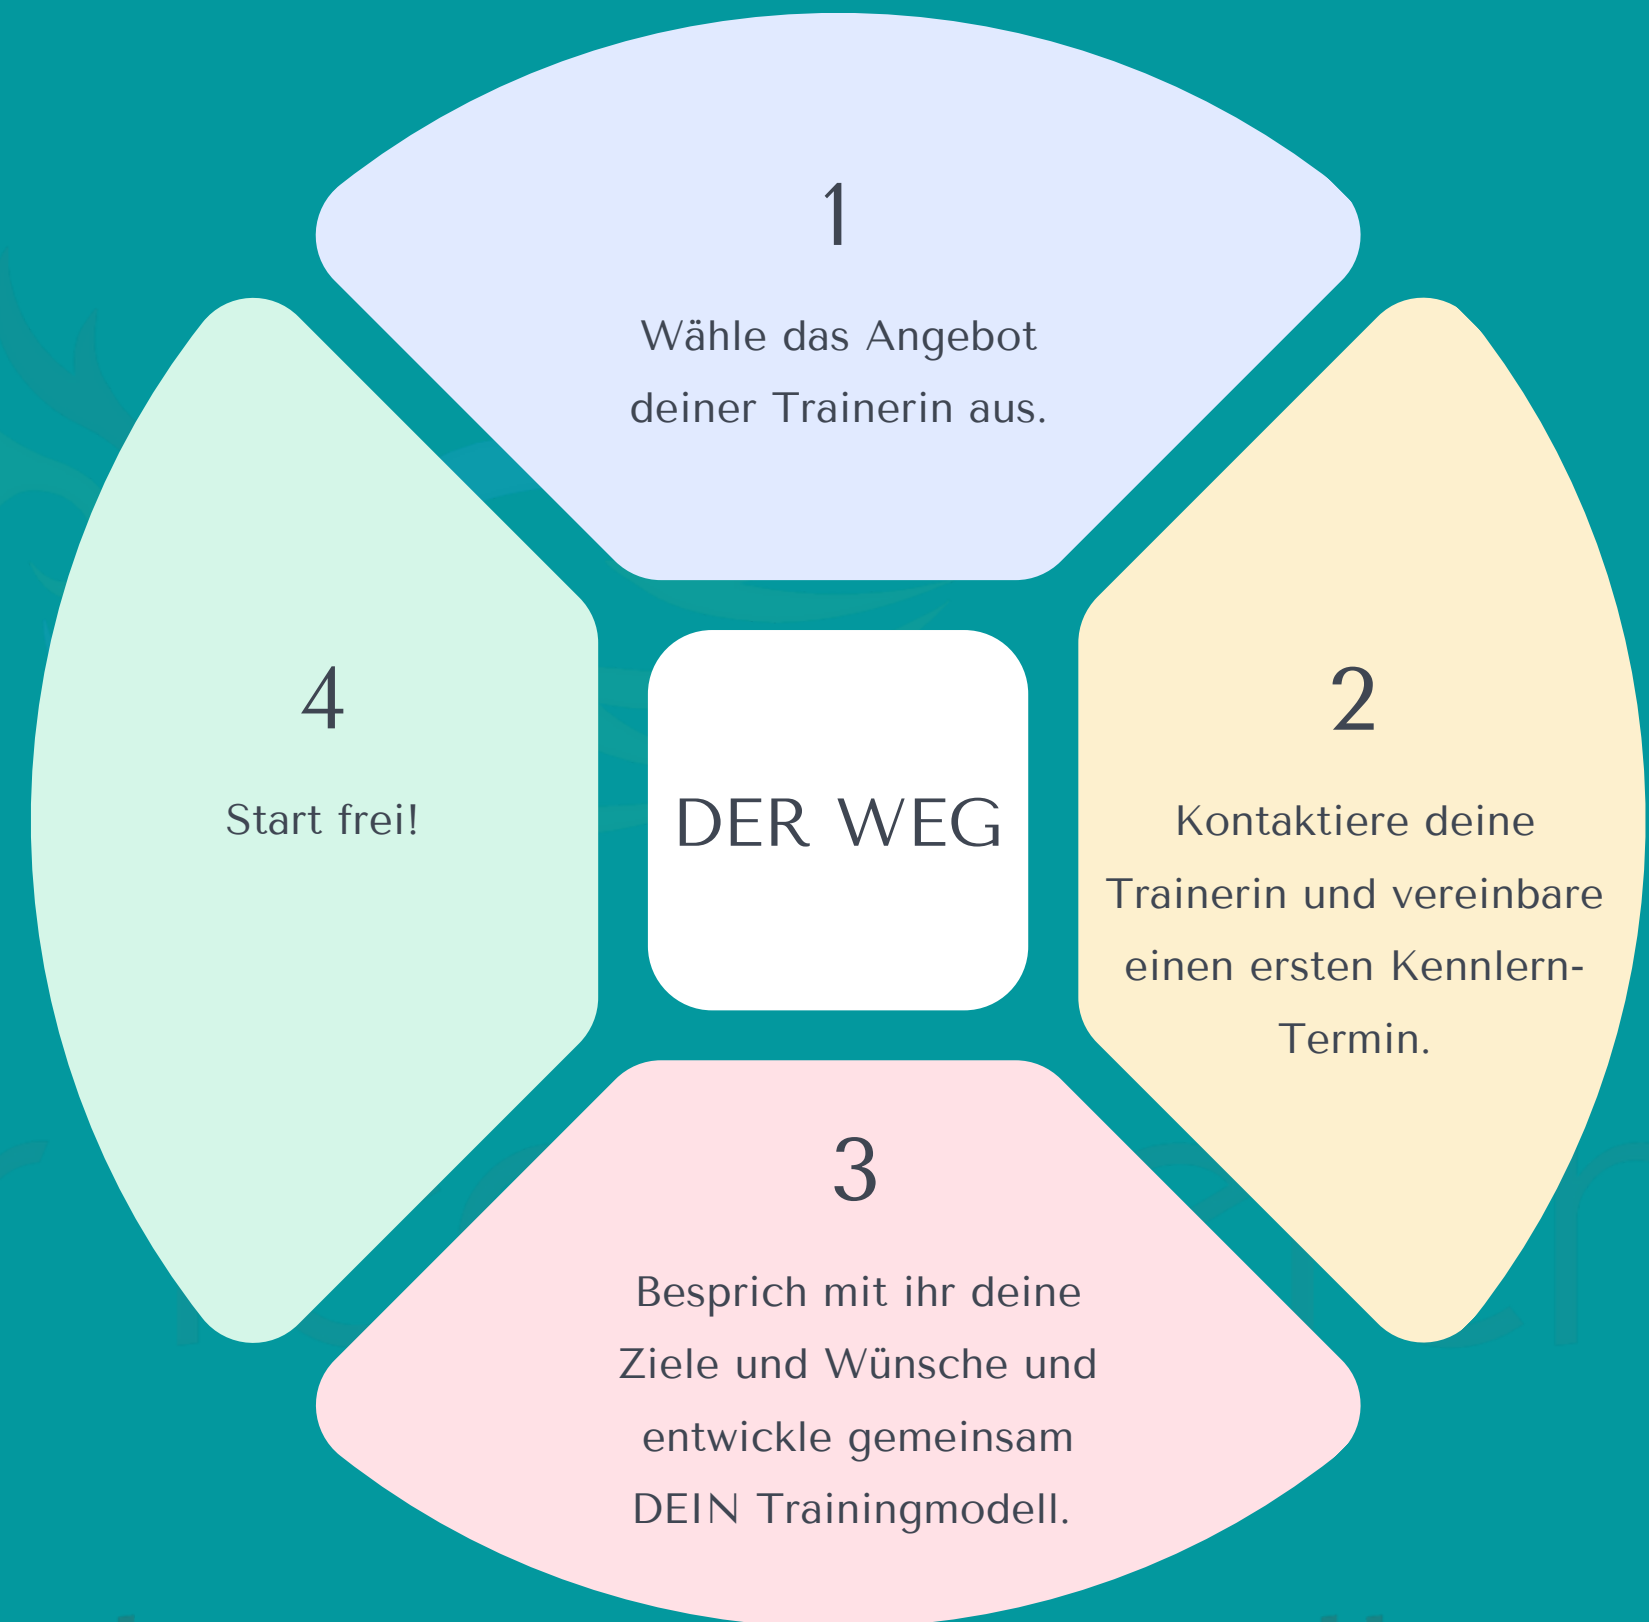 1
Wähle das Angebot
deiner Trainerin aus.
2
Kontaktiere deine
Trainerin und vereinbare
einen ersten Kennlern-
Termin.
3
Besprich mit ihr deine
Ziele und Wünsche und
entwickle gemeinsam
DEIN Trainingmodell.
4
Start frei!
DER WEG